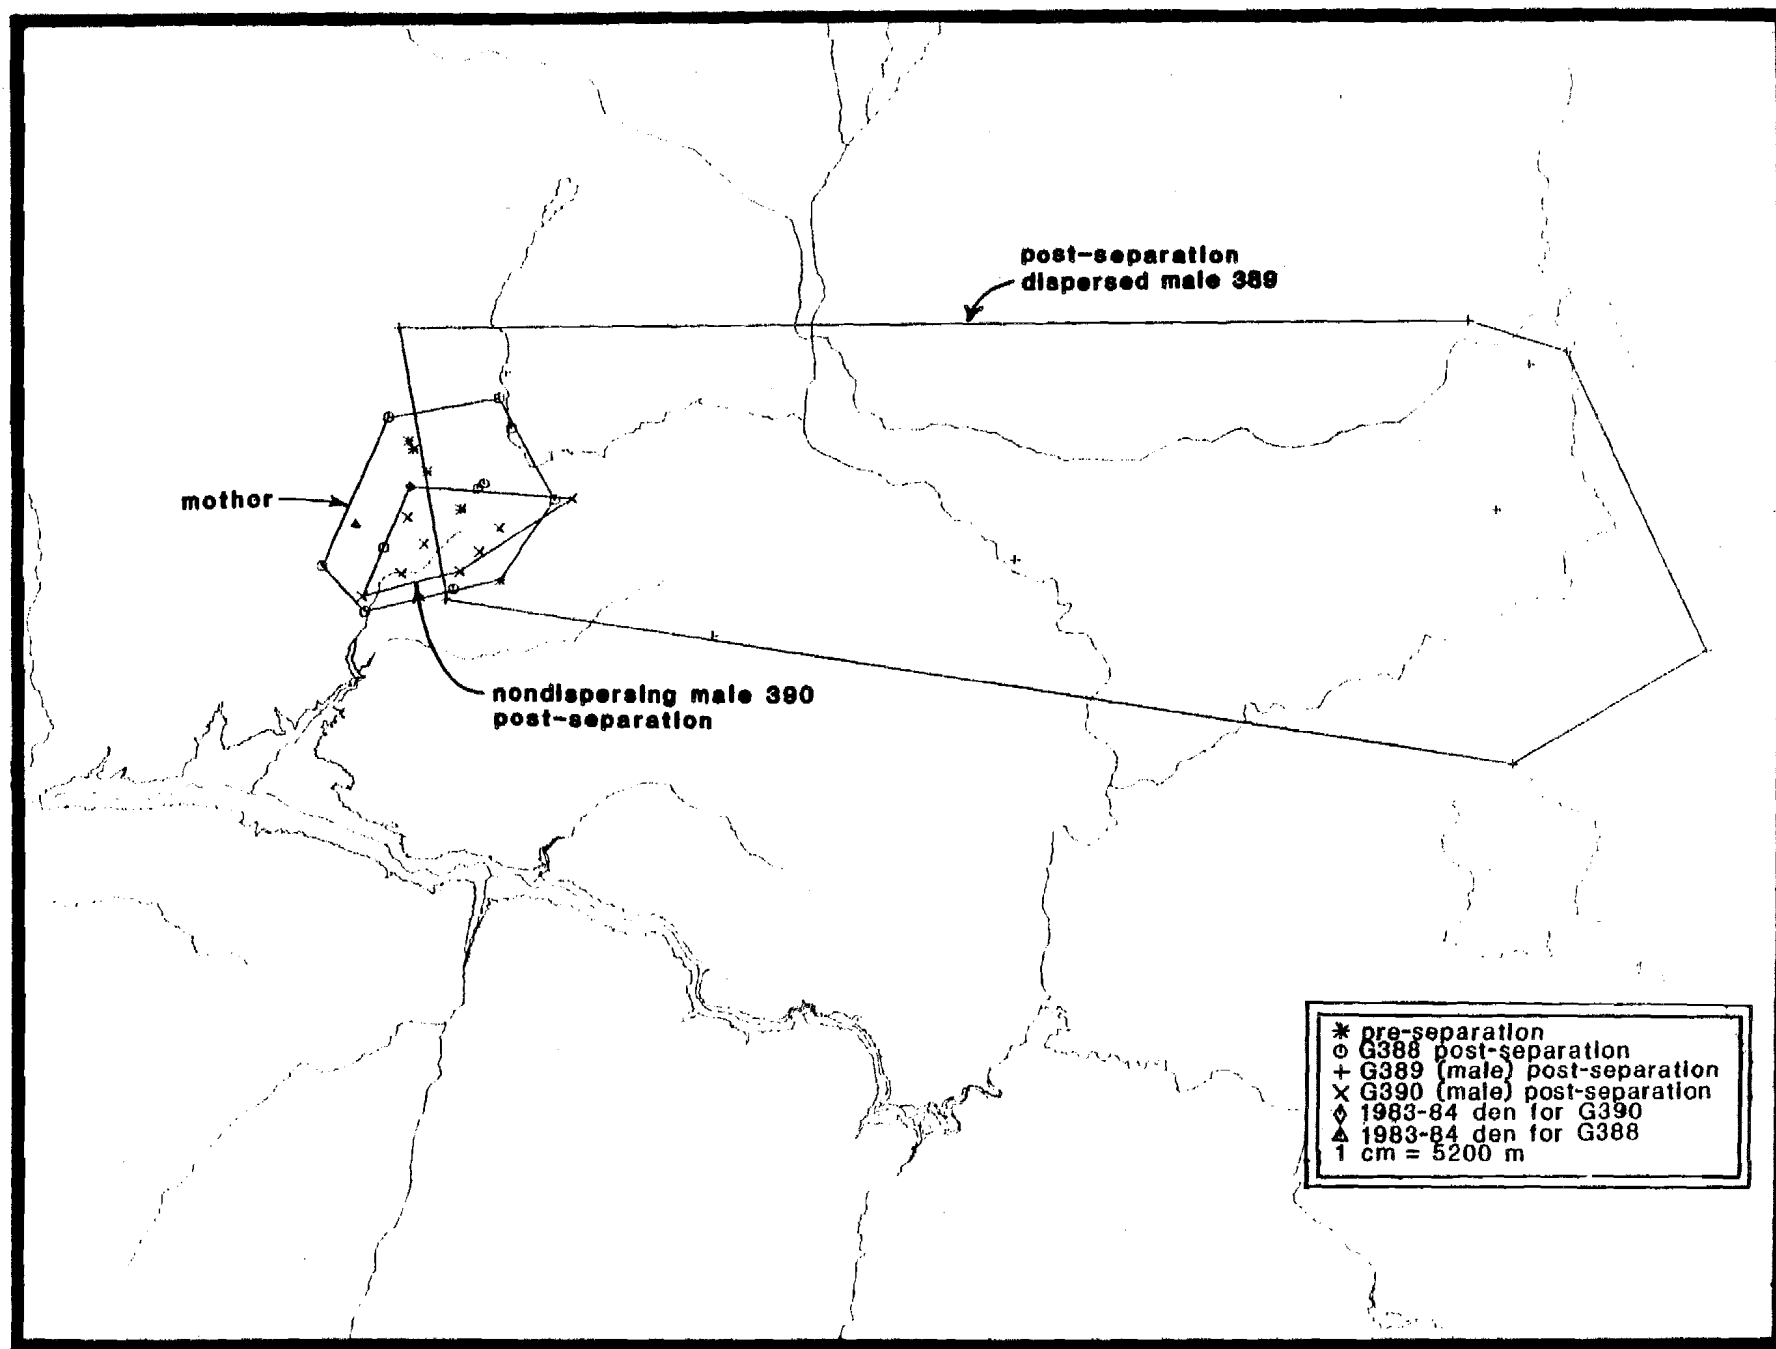 post-separation
dispersed male 389
mother
nondispersing male 390
post-separation
* pre-separation
G388 post-separation
+ G389 (male) post-separation
× G390 (male) post-separation
1983-84 den for G390
1983-84 den for G388
1 cm = 5200 m